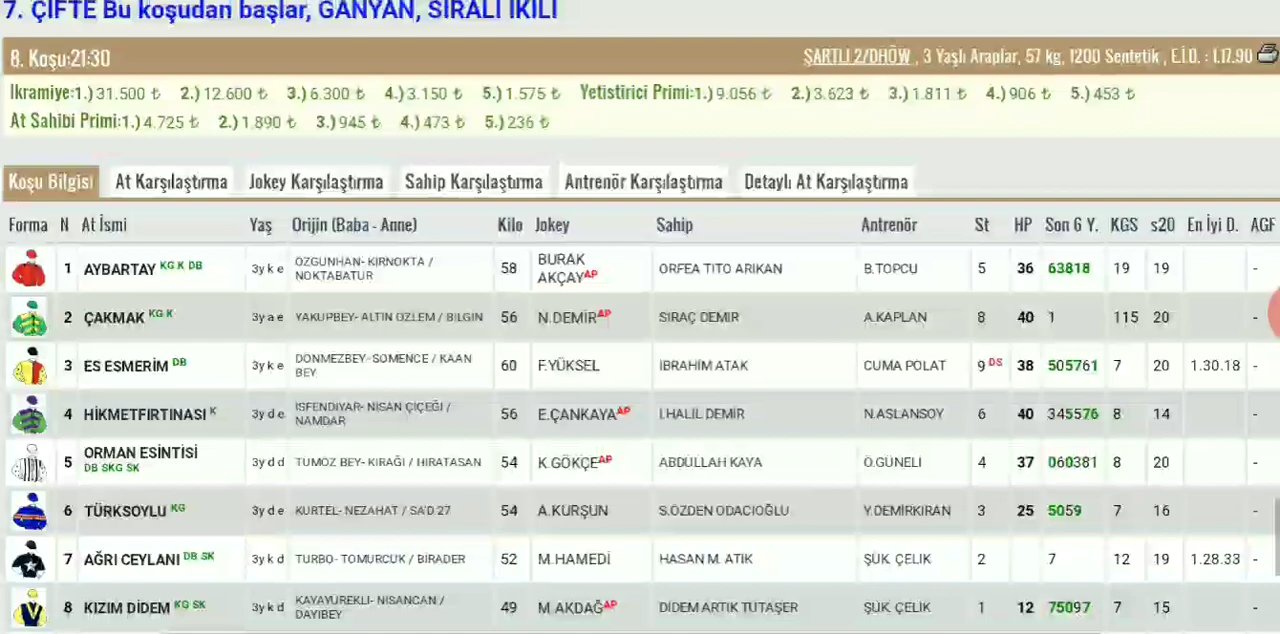 7. ÇİFTE Bu koşudan başlar, GANYAN, SIRALI İKİLİ
8. Koşu:21:30 ŞARTLI 2/DHÖW , 3 Yaşlı Araplar, 57 kg, 1200 Sentetik , E.İ.D. : 1.17.90
Ikramiye:1.) 31.500 ₺ 2.) 12.600 ₺ 3.) 6.300 ₺ 4.) 3.150 ₺ 5.) 1.575 ₺ Yetistirici Primi:1.) 9.056 ₺ 2.) 3.623 ₺ 3.) 1.811 ₺ 4.) 906 ₺ 5.) 453 ₺
At Sahibi Primi:1.) 4.725 ₺ 2.) 1.890 ₺ 3.) 945 ₺ 4.) 473 ₺ 5.) 236 ₺
Koşu Bilgisi At Karşılaştırma Jokey Karşılaştırma Sahip Karşılaştırma Antrenör Karşılaştırma Detaylı At Karşılaştırma
Forma N At İsmi Yaş Orijin (Baba - Anne) Kilo Jokey Sahip Antrenör St HP Son 6 Y. KGS s20 En İyi D. AGF
1 AYBARTAY KG K DB 3y k e ÖZGUNHAN- KIRNOKTA / NOKTABATUR 58 BURAK AKÇAY AP ORFEA TİTO ARIKAN B.TOPCU 5 36 63818 19 19 -
2 ÇAKMAK KG K 3y a e YAKUPBEY- ALTIN ÖZLEM / BİLGİN 56 N.DEMİR AP SIRAÇ DEMİR A.KAPLAN 8 40 1 115 20 -
3 ES ESMERİM DB 3y k e DÖNMEZBEY- SÖMENCE / KAAN BEY 60 F.YÜKSEL İBRAHİM ATAK CUMA POLAT 9 DS 38 505761 7 20 1.30.18 -
4 HİKMETFIRTINASI K 3y d e İSFENDİYAR- NİSAN ÇİÇEĞİ / NAMDAR 56 E.ÇANKAYA AP İ.HALİL DEMİR N.ASLANSOY 6 40 345576 8 14 -
5 ORMAN ESİNTİSİ DB SKG SK 3y d d TUMÖZ BEY- KIRAĞI / HIRATASAN 54 K.GÖKÇE AP ABDULLAH KAYA Ö.GÜNELİ 4 37 060381 8 20 -
6 TÜRKSOYLU KG 3y d e KURTEL- NEZAHAT / SA'D 27 54 A.KURŞUN S.ÖZDEN ODACIOĞLU Y.DEMİRKIRAN 3 25 5059 7 16 -
7 AĞRI CEYLANI DB SK 3y k d TURBO- TOMURCUK / BİRADER 52 M.HAMEDİ HASAN M. ATİK ŞÜK. ÇELİK 2 7 12 19 1.28.33 -
8 KIZIM DİDEM KG SK 3y k d KAYAYÜREKLİ- NİSANCAN / DAYIBEY 49 M.AKDAĞ AP DİDEM ARTIK TUTAŞER ŞÜK. ÇELİK 1 12 75097 7 15 -